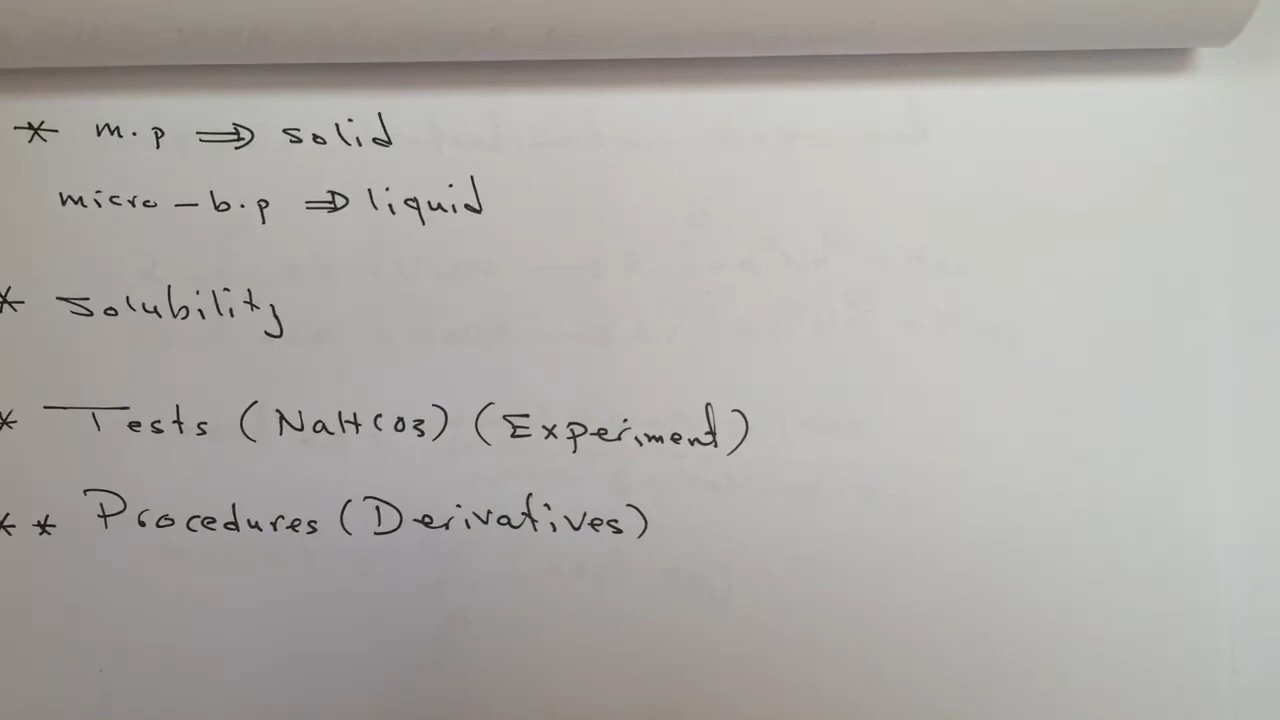 * m.p ⇒ solid
micro - b.p ⇒ liquid
* Solubility
* Tests (NaHCO3) (Experiment)
* * Procedures (Derivatives)